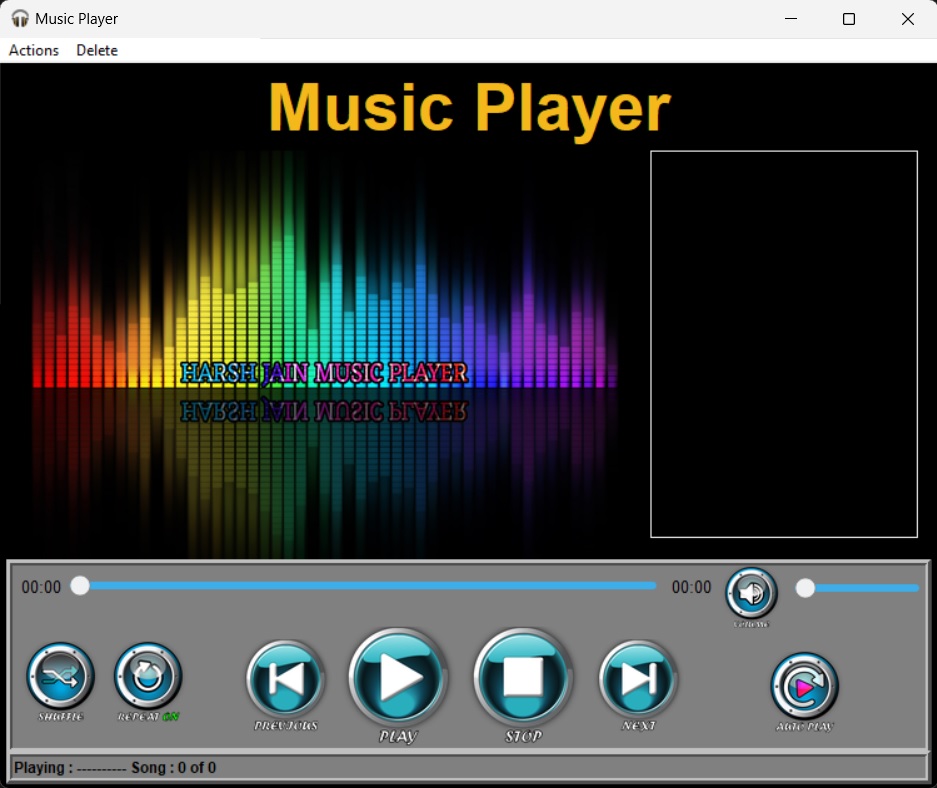 Music Player
Actions Delete
Music Player
HARSH JAIN MUSIC PLAYER
HARSH JAIN MUSIC PLAYER
00:00 00:00
VOLUME
SHUFFLE REPEAT ON PREVIOUS PLAY STOP NEXT AUTO PLAY
Playing : ---------- Song : 0 of 0